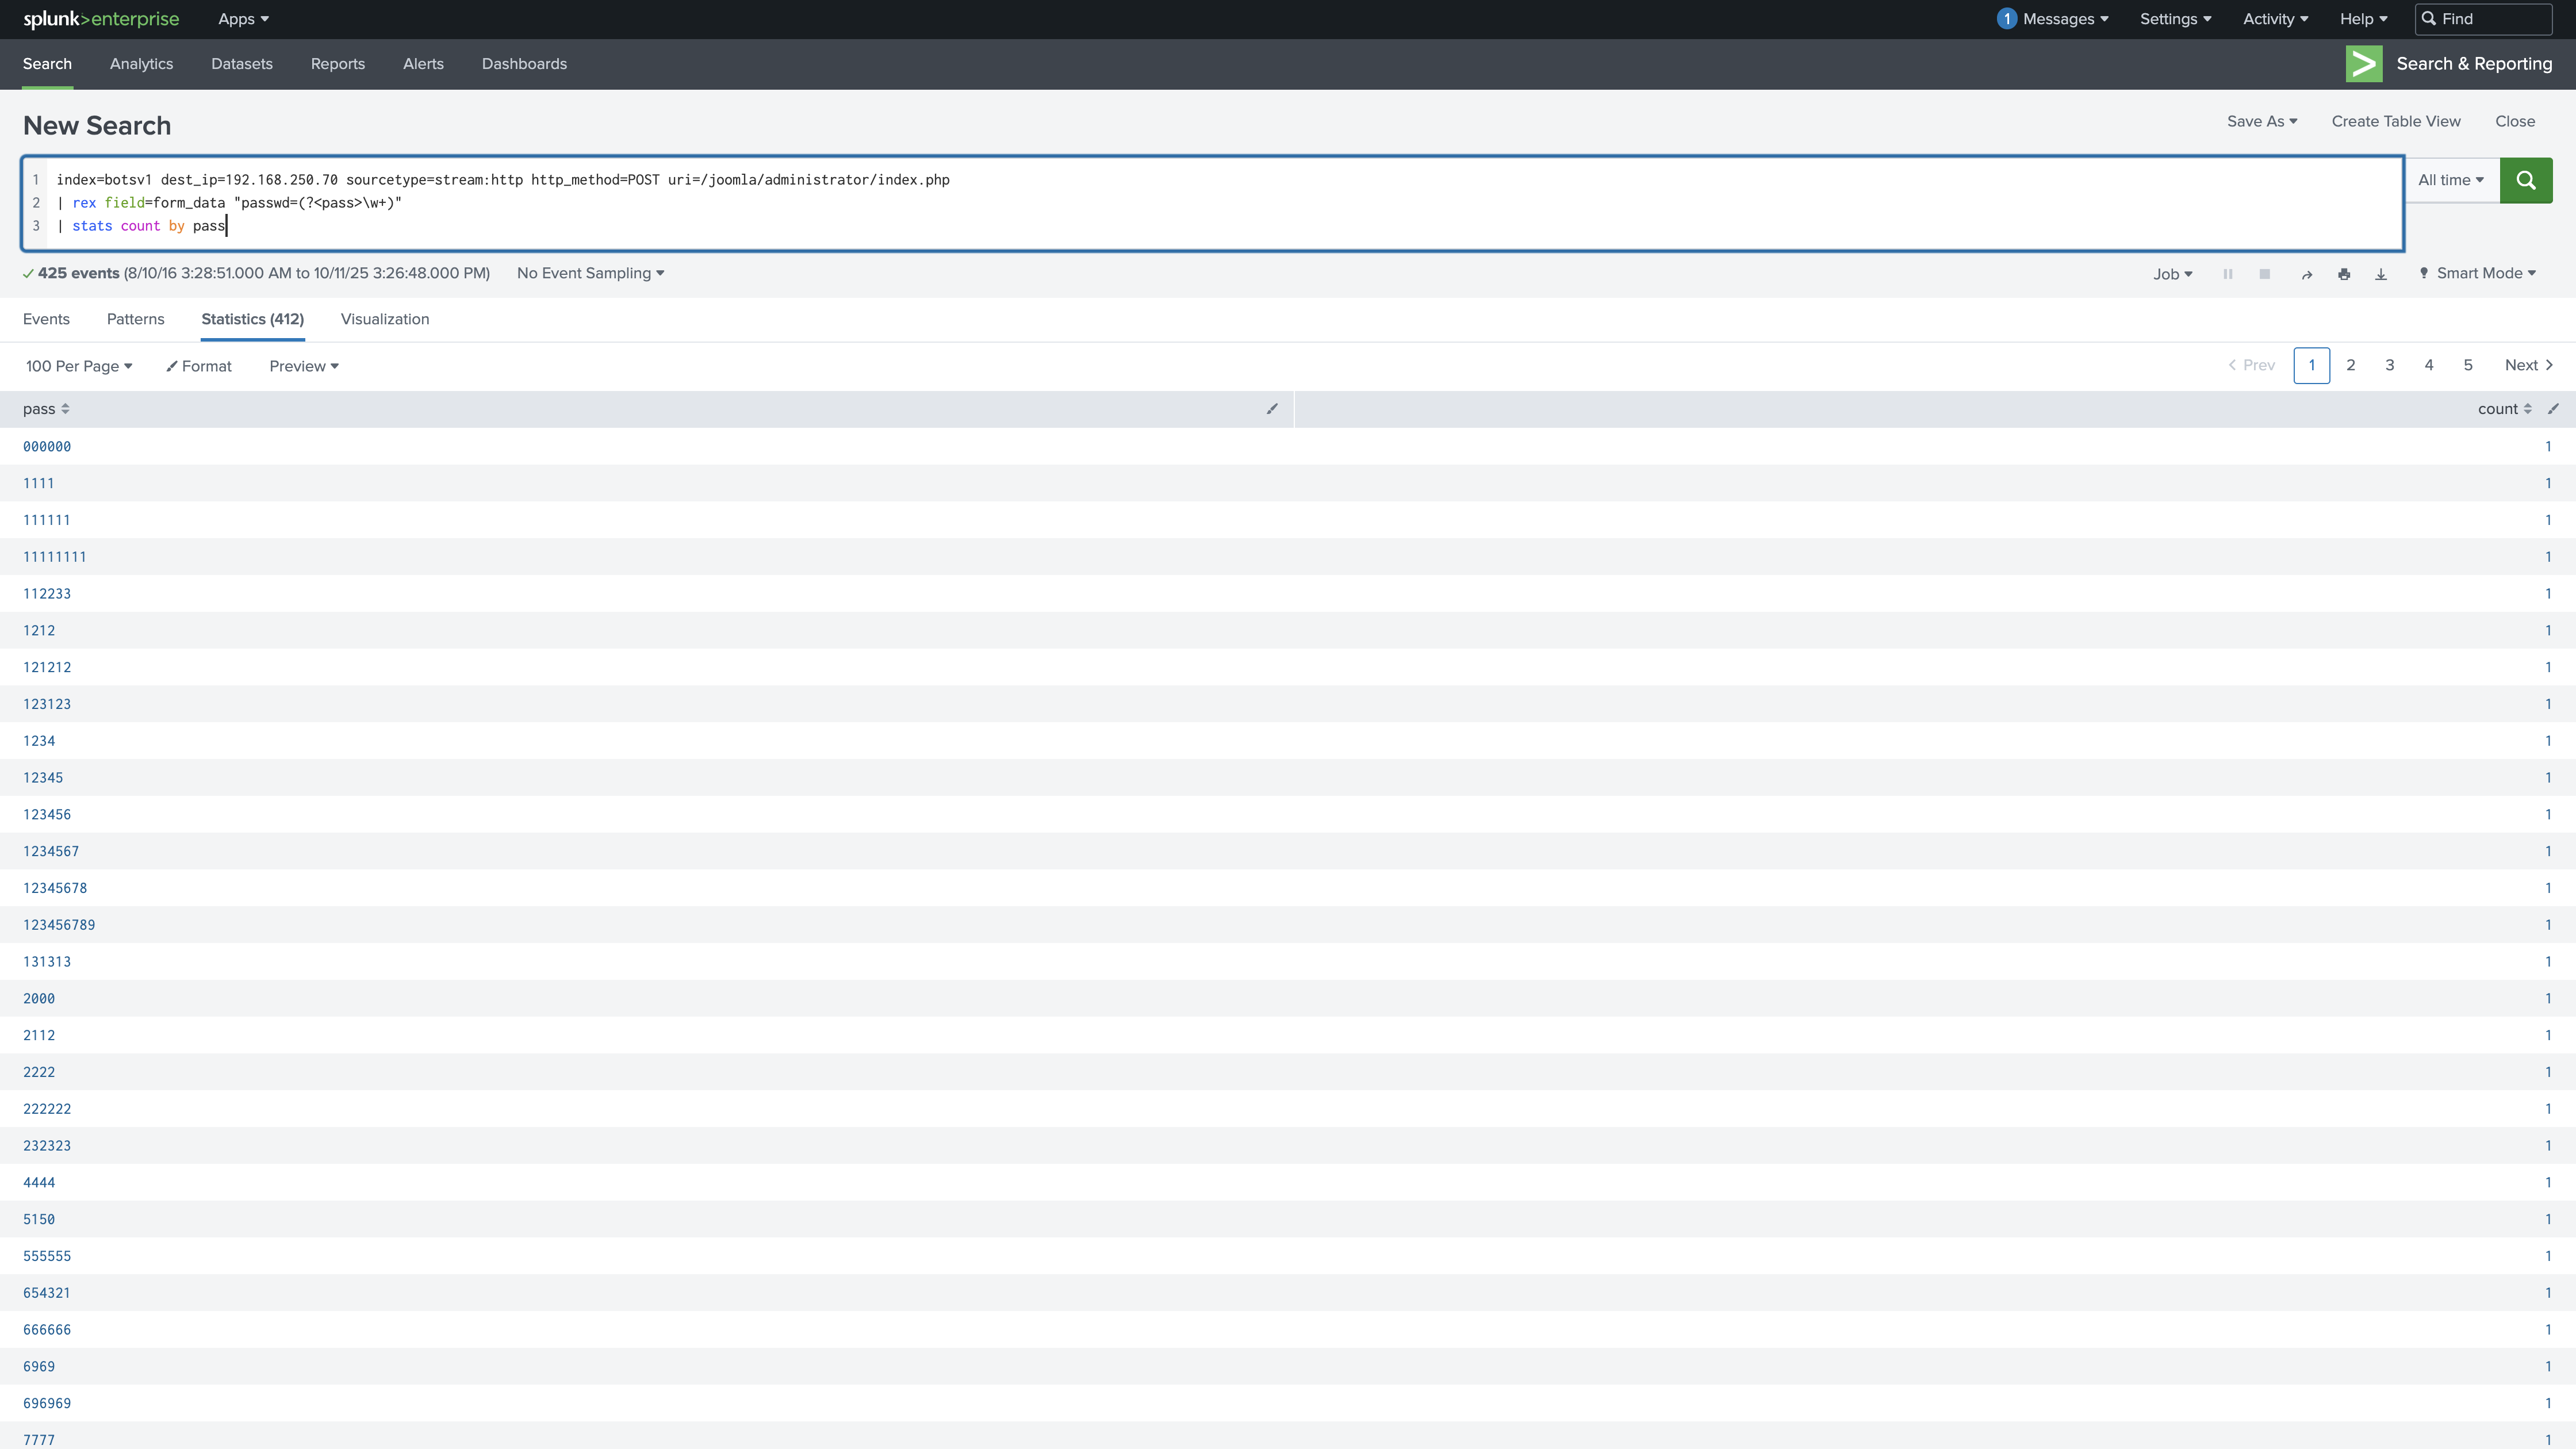 splunk>enterprise Apps 1 Messages Settings Activity Help Find
Search Analytics Datasets Reports Alerts Dashboards > Search & Reporting
New Search Save As Create Table View Close
1 index=botsv1 dest_ip=192.168.250.70 sourcetype=stream:http http_method=POST uri=/joomla/administrator/index.php All time
2 | rex field=form_data "passwd=(?<pass>\w+)"
3 | stats count by pass
425 events (8/10/16 3:28:51.000 AM to 10/11/25 3:26:48.000 PM) No Event Sampling Job Smart Mode
Events Patterns Statistics (412) Visualization
100 Per Page Format Preview Prev 1 2 3 4 5 Next
pass count
000000 1
1111 1
111111 1
11111111 1
112233 1
1212 1
121212 1
123123 1
1234 1
12345 1
123456 1
1234567 1
12345678 1
123456789 1
131313 1
2000 1
2112 1
2222 1
222222 1
232323 1
4444 1
5150 1
555555 1
654321 1
666666 1
6969 1
696969 1
7777 1